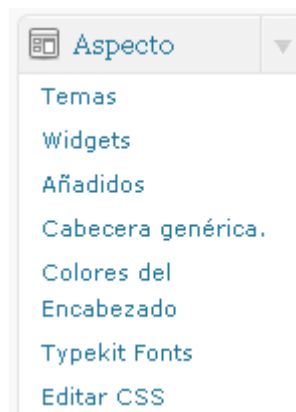 Aspecto
Temas
Widgets
Añadidos
Cabecera genérica.
Colores del
Encabezado
Typekit Fonts
Editar CSS